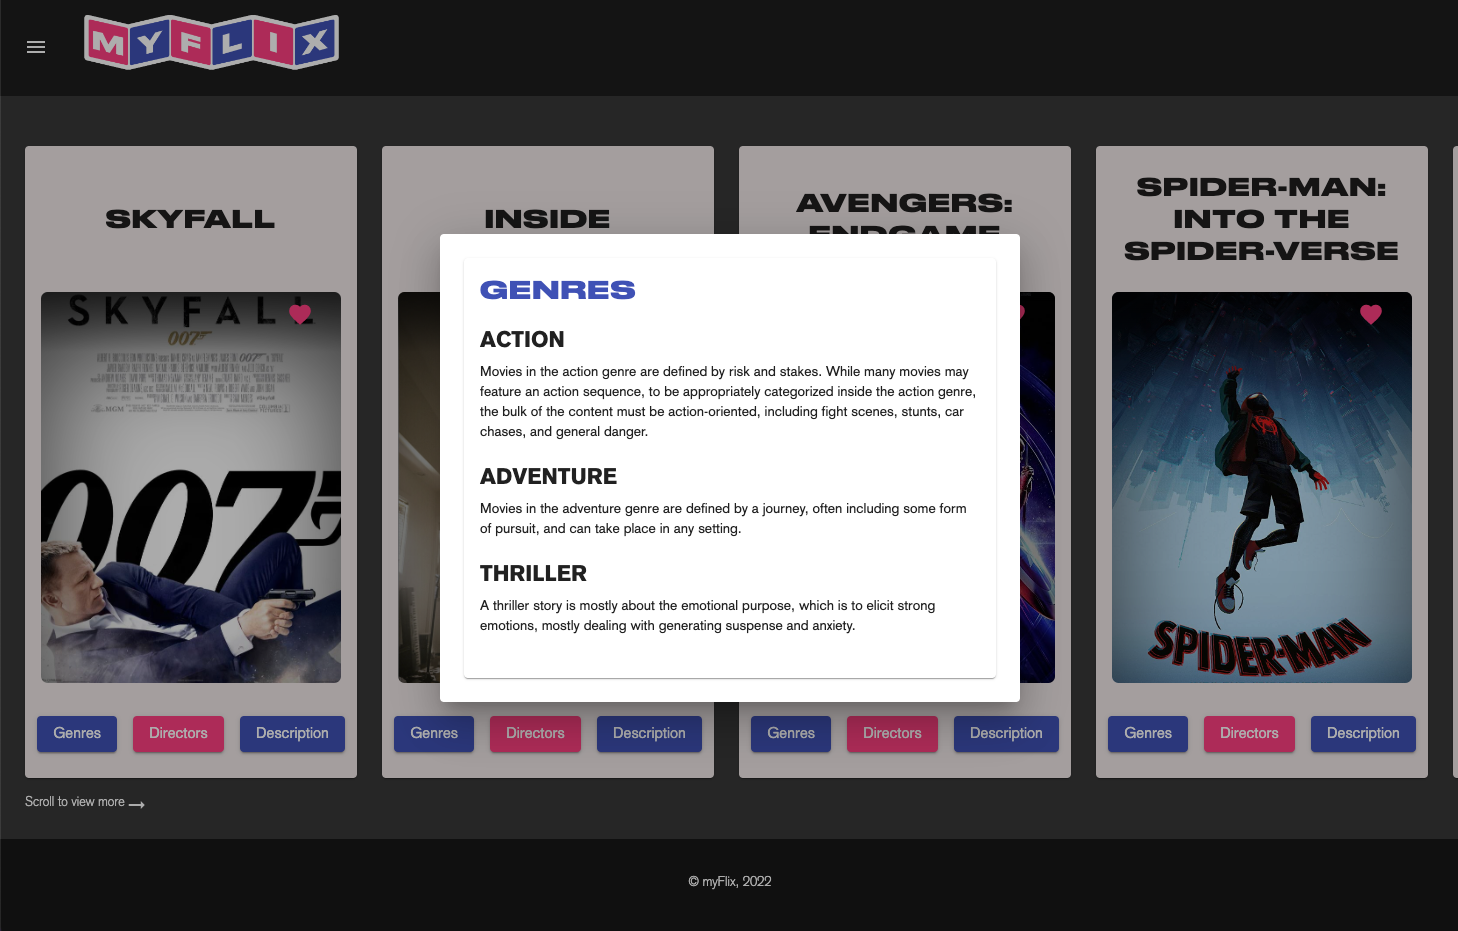 MYFLIX
SKYFALL
INSIDE
AVENGERS:
ENDGAME
SPIDER-MAN:
INTO THE
SPIDER-VERSE
SKYFALL
007
MGM
007
SPIDER-MAN
GENRES
ACTION
Movies in the action genre are defined by risk and stakes. While many movies may
feature an action sequence, to be appropriately categorized inside the action genre,
the bulk of the content must be action-oriented, including fight scenes, stunts, car
chases, and general danger.
ADVENTURE
Movies in the adventure genre are defined by a journey, often including some form
of pursuit, and can take place in any setting.
THRILLER
A thriller story is mostly about the emotional purpose, which is to elicit strong
emotions, mostly dealing with generating suspense and anxiety.
Genres Directors Description
Genres Directors Description
Genres Directors Description
Genres Directors Description
Scroll to view more
© myFlix, 2022